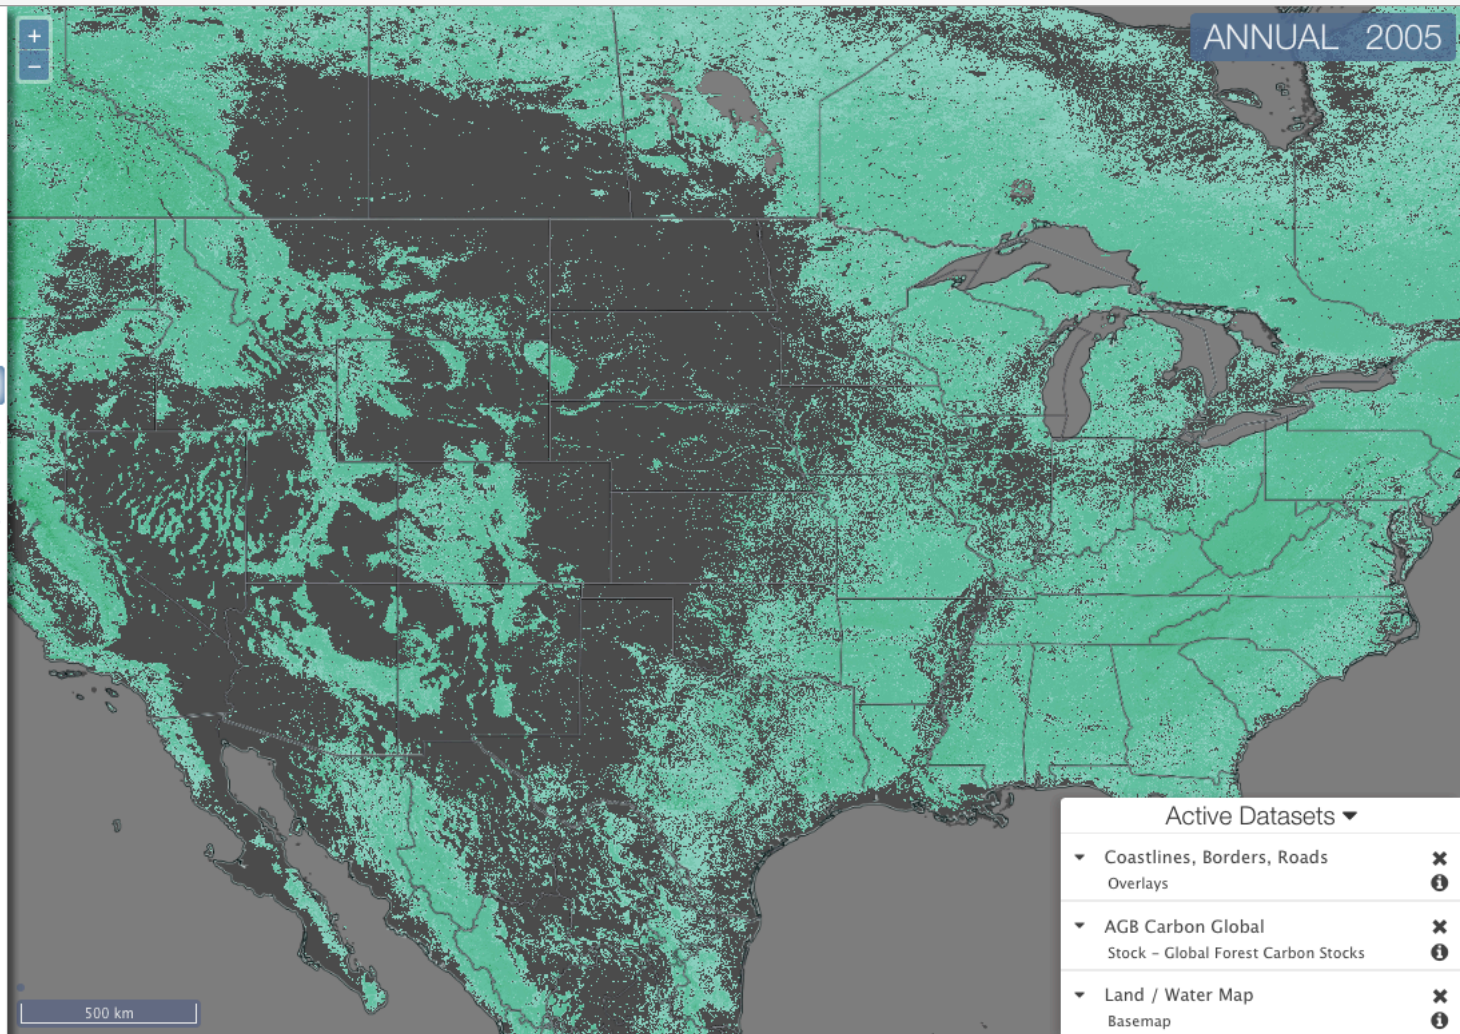 +
ANNUAL 2005
−
Active Datasets
Coastlines, Borders, Roads
Overlays
AGB Carbon Global
Stock – Global Forest Carbon Stocks
Land / Water Map
Basemap
500 km